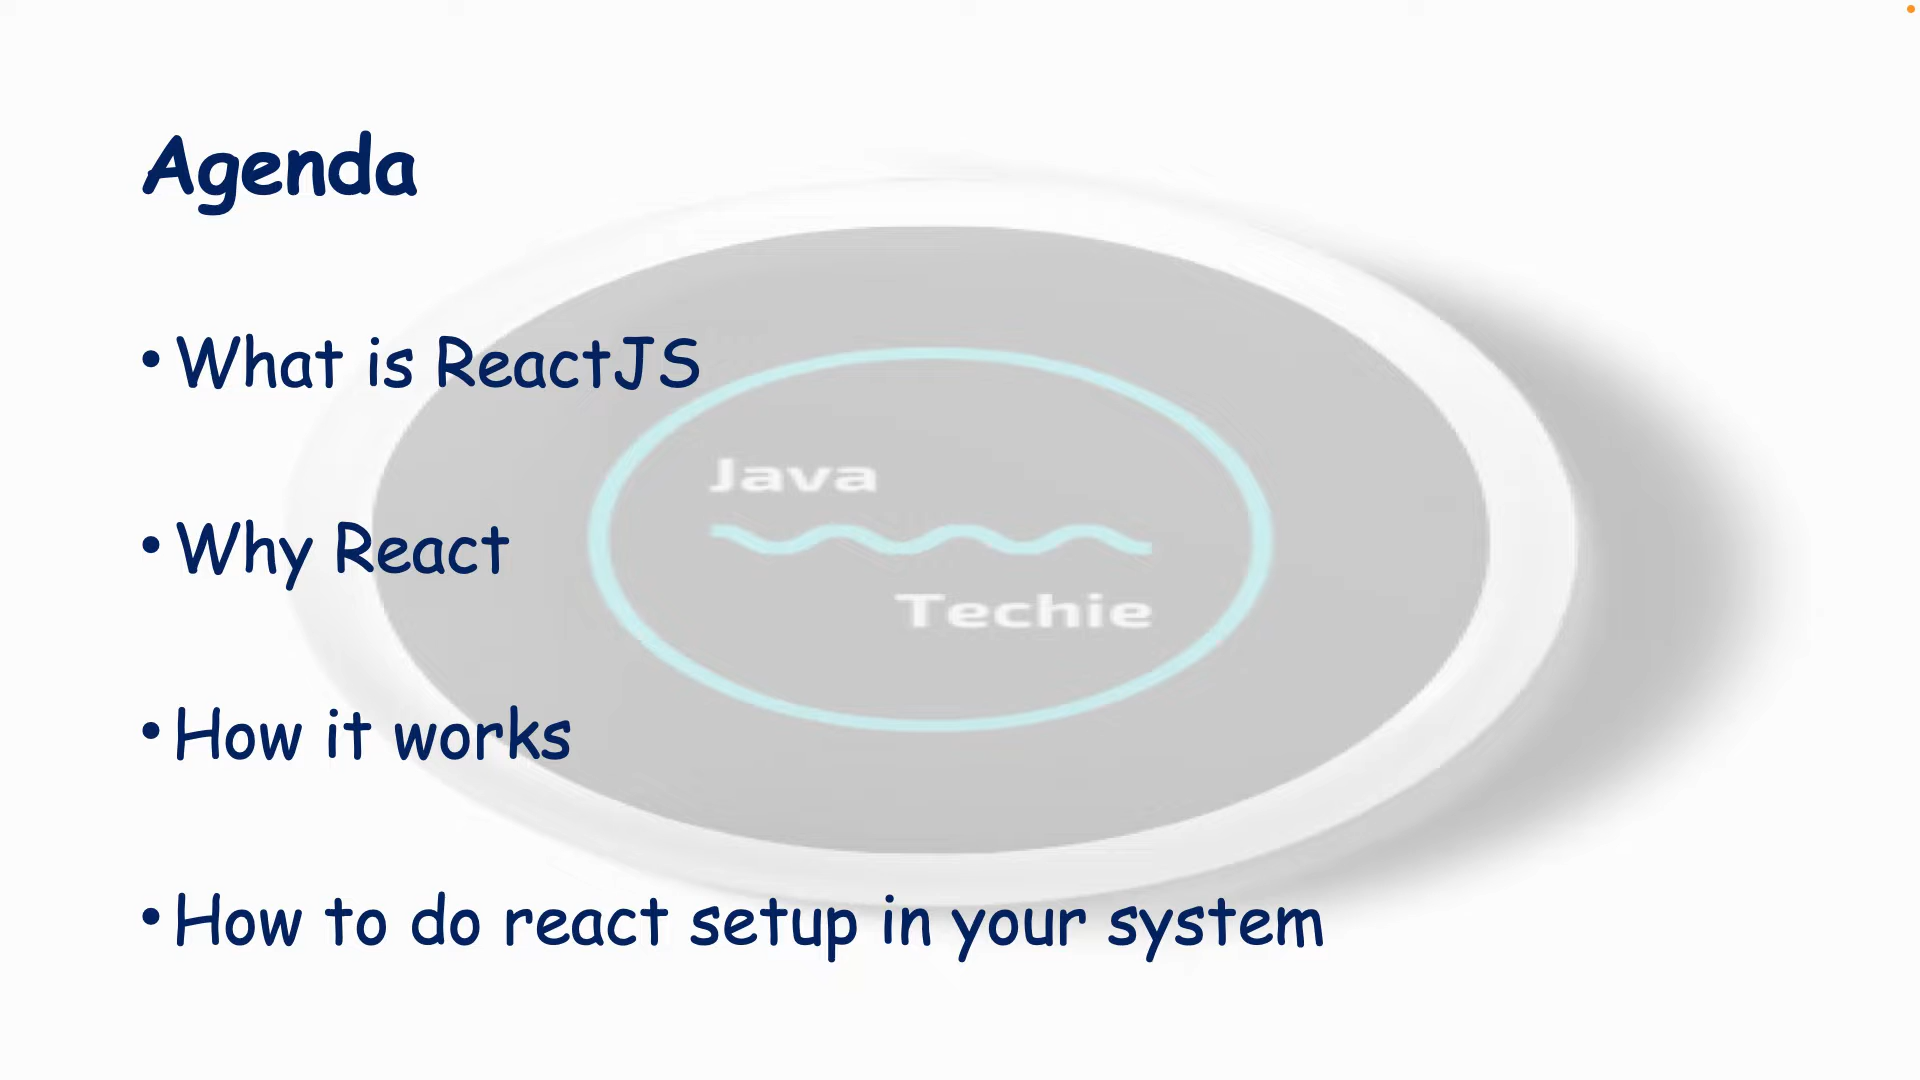 Agenda
• What is ReactJS
Java
• Why React
Techie
• How it works
• How to do react setup in your system